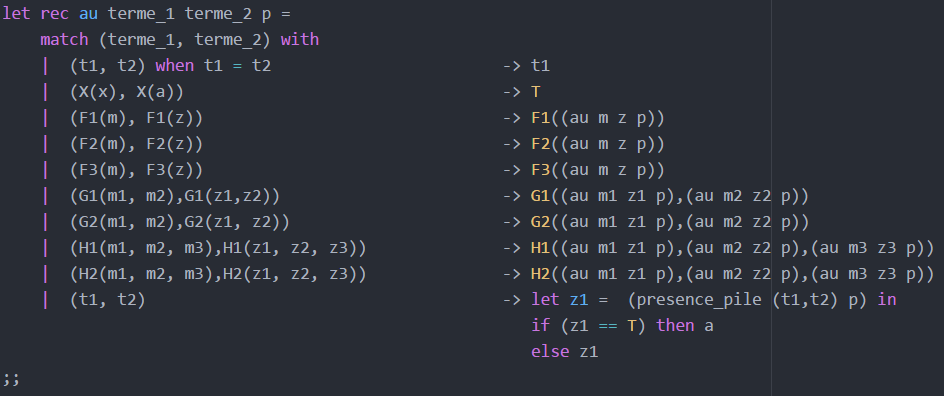 let rec au terme_1 terme_2 p =
match (terme_1, terme_2) with
| (t1, t2) when t1 = t2 -> t1
| (X(x), X(a)) -> T
| (F1(m), F1(z)) -> F1((au m z p))
| (F2(m), F2(z)) -> F2((au m z p))
| (F3(m), F3(z)) -> F3((au m z p))
| (G1(m1, m2),G1(z1,z2)) -> G1((au m1 z1 p),(au m2 z2 p))
| (G2(m1, m2),G2(z1, z2)) -> G2((au m1 z1 p),(au m2 z2 p))
| (H1(m1, m2, m3),H1(z1, z2, z3)) -> H1((au m1 z1 p),(au m2 z2 p),(au m3 z3 p))
| (H2(m1, m2, m3),H2(z1, z2, z3)) -> H2((au m1 z1 p),(au m2 z2 p),(au m3 z3 p))
| (t1, t2) -> let z1 = (presence_pile (t1,t2) p) in
if (z1 == T) then a
else z1
;;